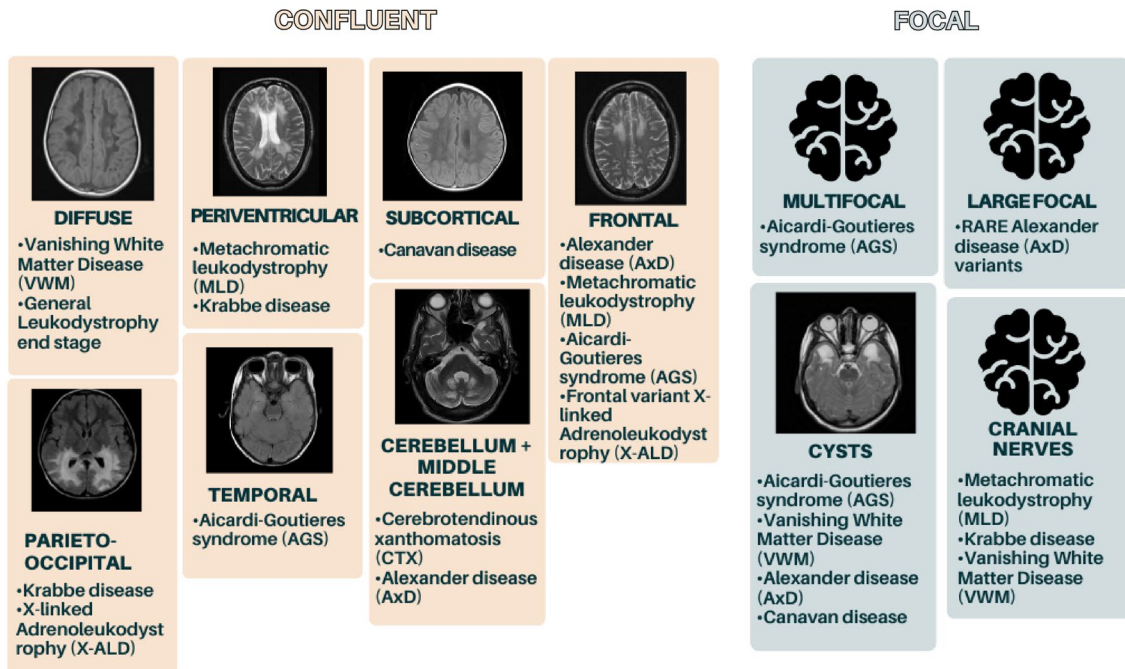 CONFLUENT
FOCAL
DIFFUSE
•Vanishing White
Matter Disease
(VWM)
•General
Leukodystrophy
end stage
PERIVENTRICULAR
•Metachromatic
leukodystrophy
(MLD)
•Krabbe disease
SUBCORTICAL
•Canavan disease
FRONTAL
•Alexander
disease (AxD)
•Metachromatic
leukodystrophy
(MLD)
•Aicardi-
Goutieres
syndrome (AGS)
•Frontal variant X-
linked
Adrenoleukodyst
rophy (X-ALD)
PARIETO-
OCCIPITAL
•Krabbe disease
•X-linked
Adrenoleukodyst
rophy (X-ALD)
TEMPORAL
•Aicardi-Goutieres
syndrome (AGS)
CEREBELLUM +
MIDDLE
CEREBELLUM
•Cerebrotendinous
xanthomatosis
(CTX)
•Alexander disease
(AxD)
MULTIFOCAL
•Aicardi-Goutieres
syndrome (AGS)
LARGE FOCAL
•RARE Alexander
disease (AxD)
variants
CYSTS
•Aicardi-Goutieres
syndrome (AGS)
•Vanishing White
Matter Disease
(VWM)
•Alexander disease
(AxD)
•Canavan disease
CRANIAL
NERVES
•Metachromatic
leukodystrophy
(MLD)
•Krabbe disease
•Vanishing White
Matter Disease
(VWM)